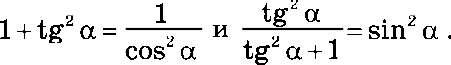 1 + tg² α = 1/cos² α и tg² α/(tg² α + 1) = sin² α .